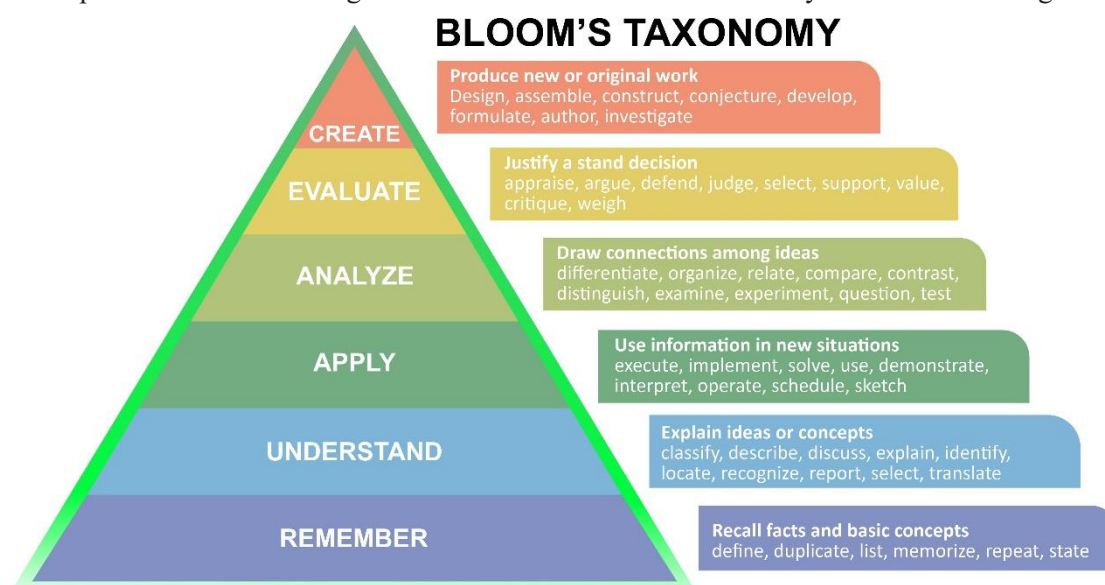 BLOOM'S TAXONOMY
Produce new or original work
Design, assemble, construct, conjecture, develop,
formulate, author, investigate
CREATE
Justify a stand decision
appraise, argue, defend, judge, select, support, value,
critique, weigh
EVALUATE
Draw connections among ideas
differentiate, organize, relate, compare, contrast,
distinguish, examine, experiment, question, test
ANALYZE
Use information in new situations
execute, implement, solve, use, demonstrate,
interpret, operate, schedule, sketch
APPLY
Explain ideas or concepts
classify, describe, discuss, explain, identify,
locate, recognize, report, select, translate
UNDERSTAND
Recall facts and basic concepts
define, duplicate, list, memorize, repeat, state
REMEMBER